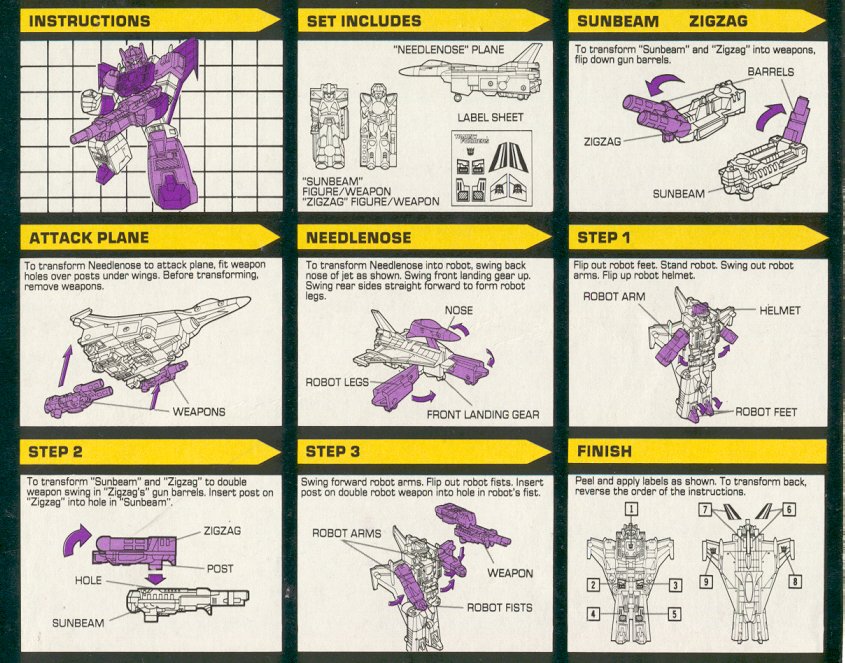 INSTRUCTIONS
SET INCLUDES
"NEEDLENOSE" PLANE
LABEL SHEET
TRANSFORMERS
"SUNBEAM"
FIGURE/WEAPON
"ZIGZAG" FIGURE/WEAPON
SUNBEAM ZIGZAG
To transform "Sunbeam" and "Zigzag" into weapons,
flip down gun barrels.
BARRELS
ZIGZAG
SUNBEAM
ATTACK PLANE
To transform Needlenose to attack plane, fit weapon
holes over posts under wings. Before transforming,
remove weapons.
WEAPONS
NEEDLENOSE
To transform Needlenose into robot, swing back
nose of jet as shown. Swing front landing gear up.
Swing rear sides straight forward to form robot
legs.
NOSE
ROBOT LEGS
FRONT LANDING GEAR
STEP 1
Flip out robot feet. Stand robot. Swing out robot
arms. Flip up robot helmet.
ROBOT ARM
HELMET
ROBOT FEET
STEP 2
To transform "Sunbeam" and "Zigzag" to double
weapon swing in "Zigzag's" gun barrels. Insert post on
"Zigzag" into hole in "Sunbeam".
ZIGZAG
POST
HOLE
SUNBEAM
STEP 3
Swing forward robot arms. Flip out robot fists. Insert
post on double robot weapon into hole in robot's fist.
ROBOT ARMS
WEAPON
ROBOT FISTS
FINISH
Peel and apply labels as shown. To transform back,
reverse the order of the instructions.
1
7
6
2
3
9
8
4
5